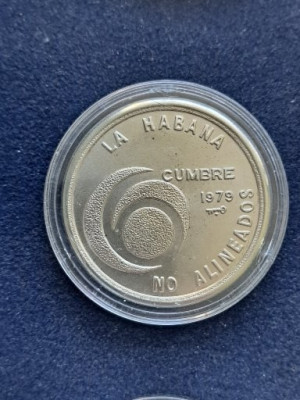 LA HABANA
CUMBRE
1979
NO ALINEADOS